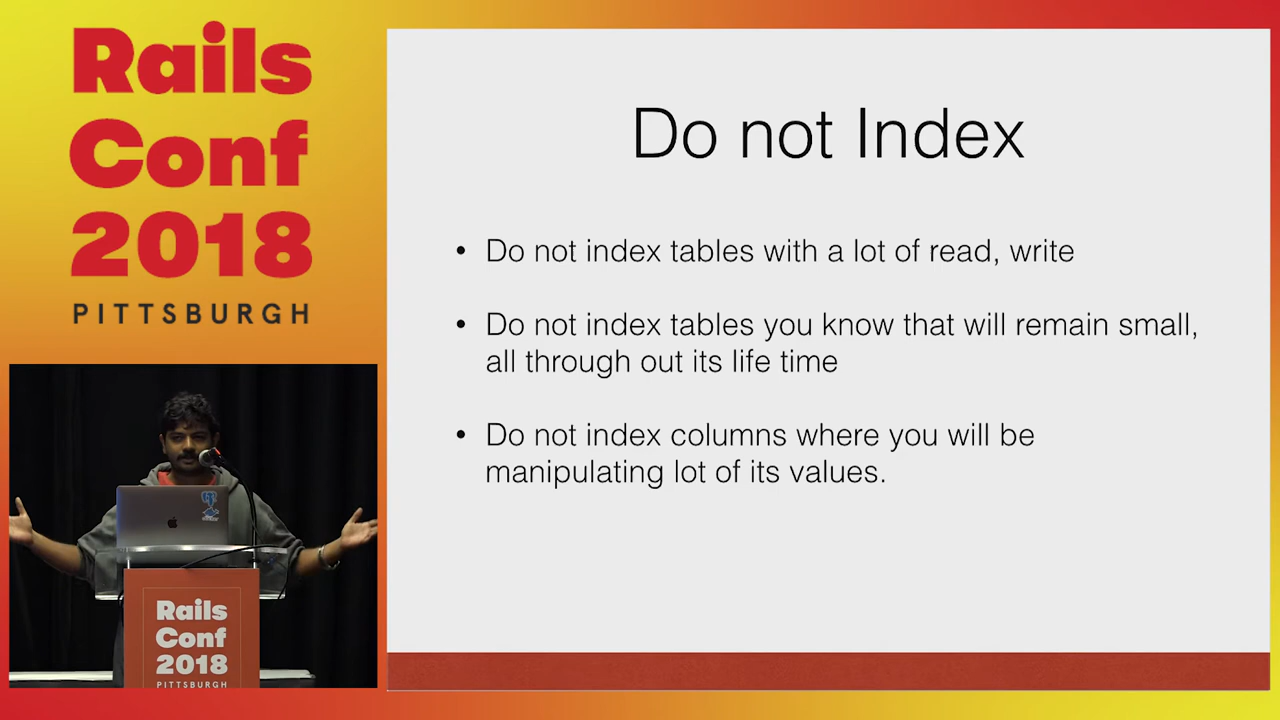 Rails
Conf
2018
PITTSBURGH
Do not Index
• Do not index tables with a lot of read, write
• Do not index tables you know that will remain small,
all through out its life time
• Do not index columns where you will be
manipulating lot of its values.
Rails
Conf
2018
PITTSBURGH